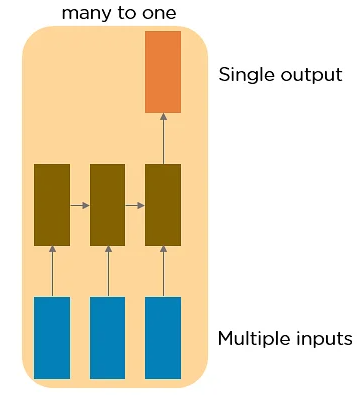 many to one
Single output
Multiple inputs